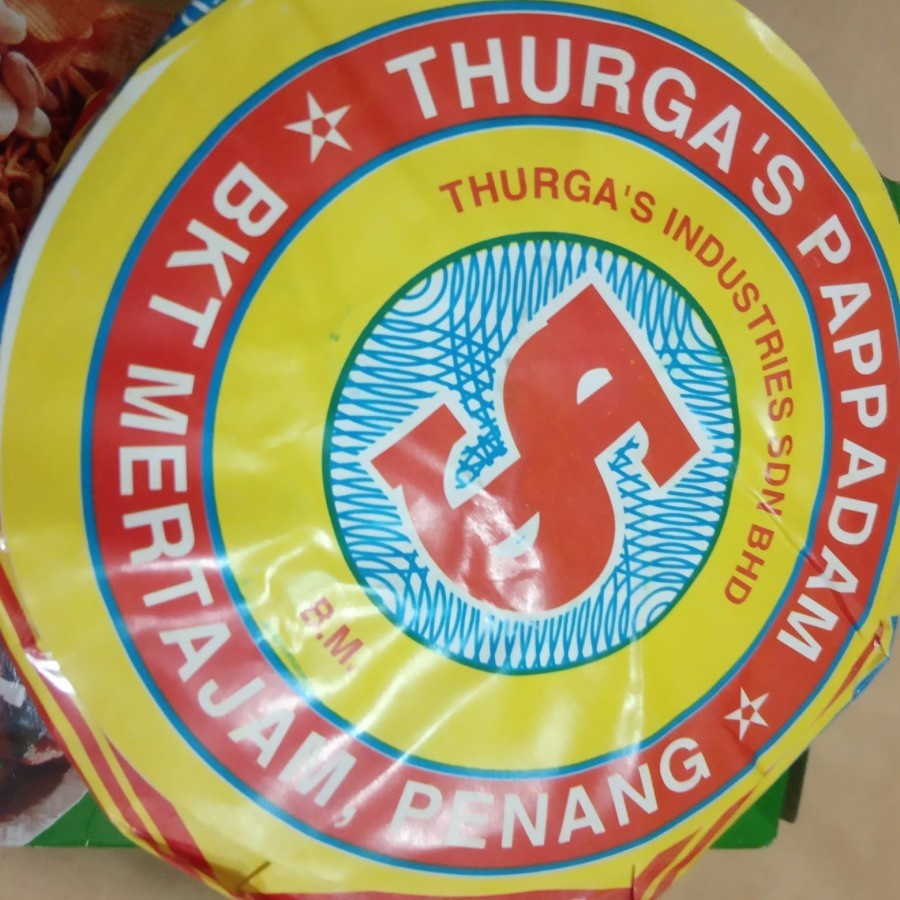 THURGA'S PAPPADAM
THURGA'S INDUSTRIES SDN BHD
B.M.
BKT MERTAJAM, PENANG